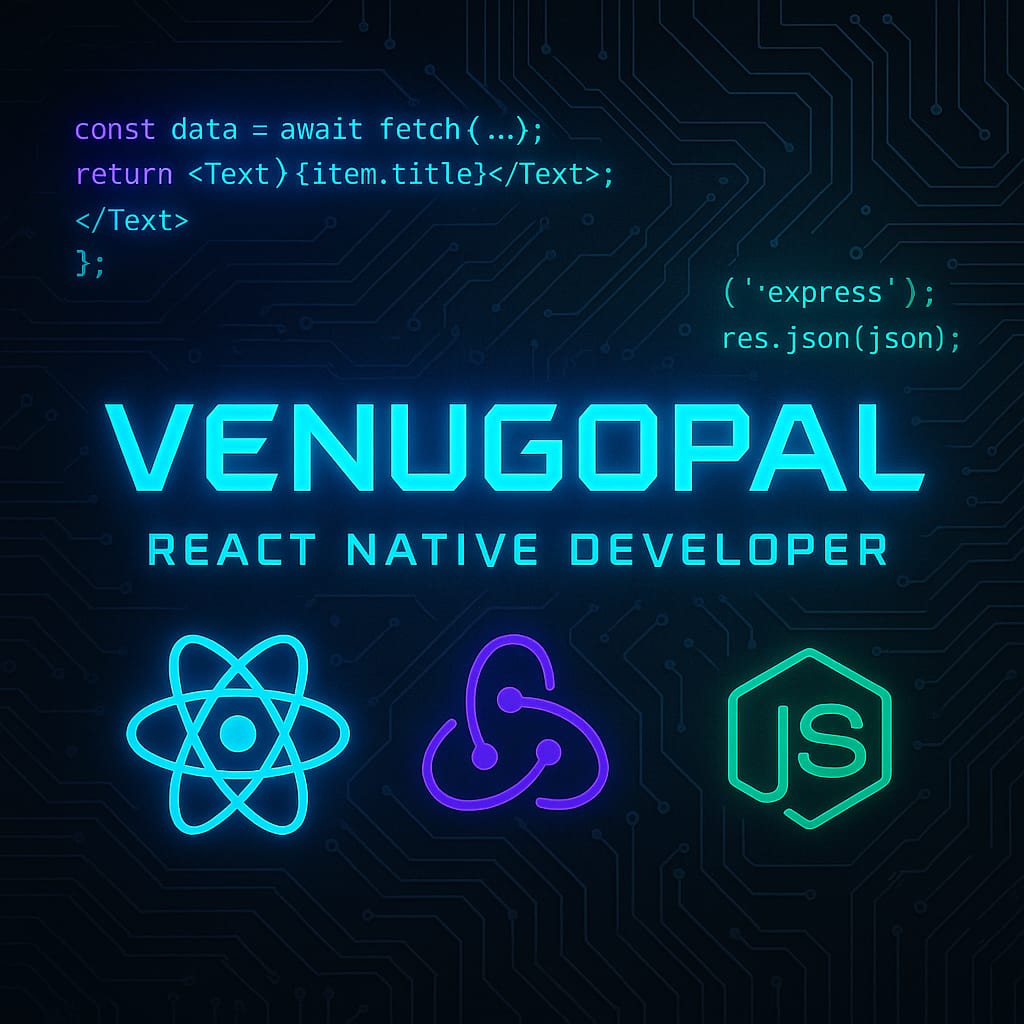 const data = await fetch(...);
return <Text){item.title}</Text>;
</Text>
};
(''express');
res.json(json);
VENUGOPAL
REACT NATIVE DEVELOPER
JS